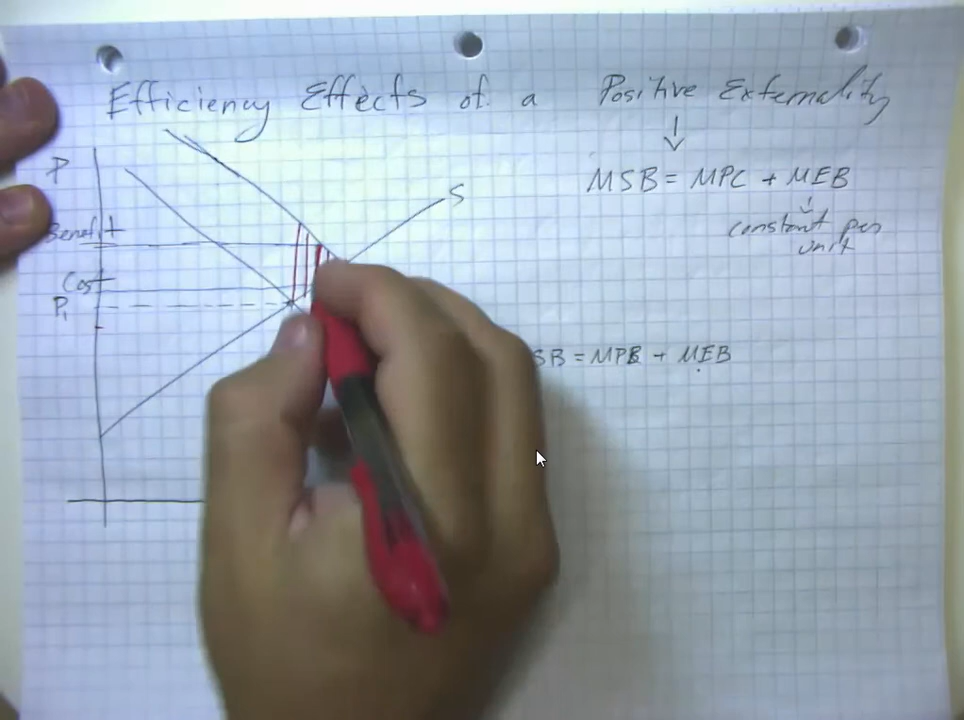 Efficiency Effects of a Positive Externality
MSB = MPC + MEB
constant per
unit
P
Benefit
Cost
P1
S
SB = MPB + MEB